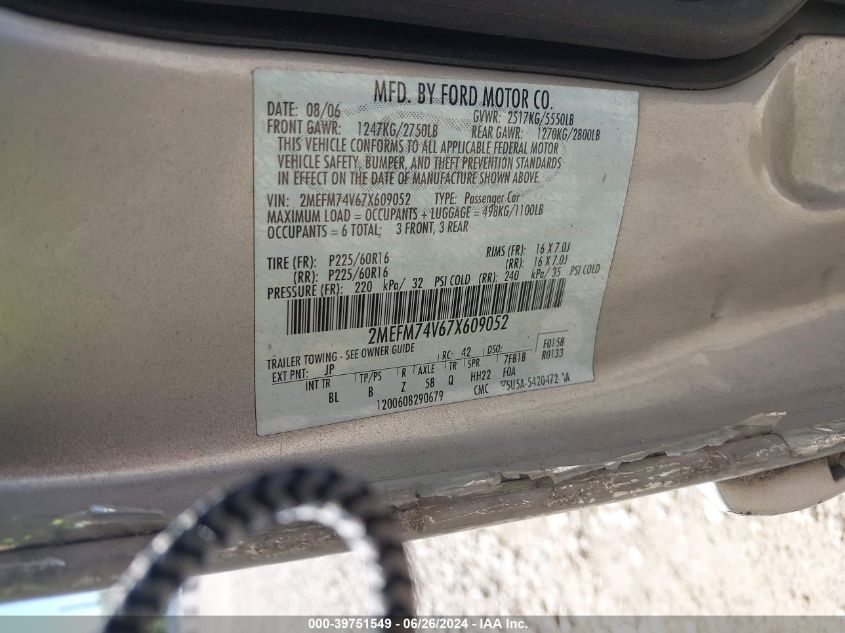 MFD. BY FORD MOTOR CO.
DATE: 08/06 GVWR: 2517KG/5550LB
FRONT GAWR: 1247KG/2750LB REAR GAWR: 1270KG/2800LB
THIS VEHICLE CONFORMS TO ALL APPLICABLE FEDERAL MOTOR
VEHICLE SAFETY, BUMPER, AND THEFT PREVENTION STANDARDS
IN EFFECT ON THE DATE OF MANUFACTURE SHOWN ABOVE.
VIN: 2MEFM74V67X609052 TYPE: Passenger Car
MAXIMUM LOAD = OCCUPANTS + LUGGAGE = 498KG/1100LB
OCCUPANTS = 6 TOTAL; 3 FRONT, 3 REAR
TIRE (FR): P225/60R16 RIMS (FR): 16 X 7.0J
(RR): P225/60R16 (RR): 16 X 7.0J
PRESSURE (FR): 220 kPa/ 32 PSI COLD (RR): 240 kPa/ 35 PSI COLD
2MEFM74V67X609052
TRAILER TOWING - SEE OWNER GUIDE
RC: 42 DSO: F0158
EXT PNT: JP R0133
INT TR TP/PS R AXLE TR SPR 7FB1B
BL B Z 58 Q HH22 FOA
1200608290679 CMC 5U5A-5420472
000-39751549 - 06/26/2024 - IAAI.com